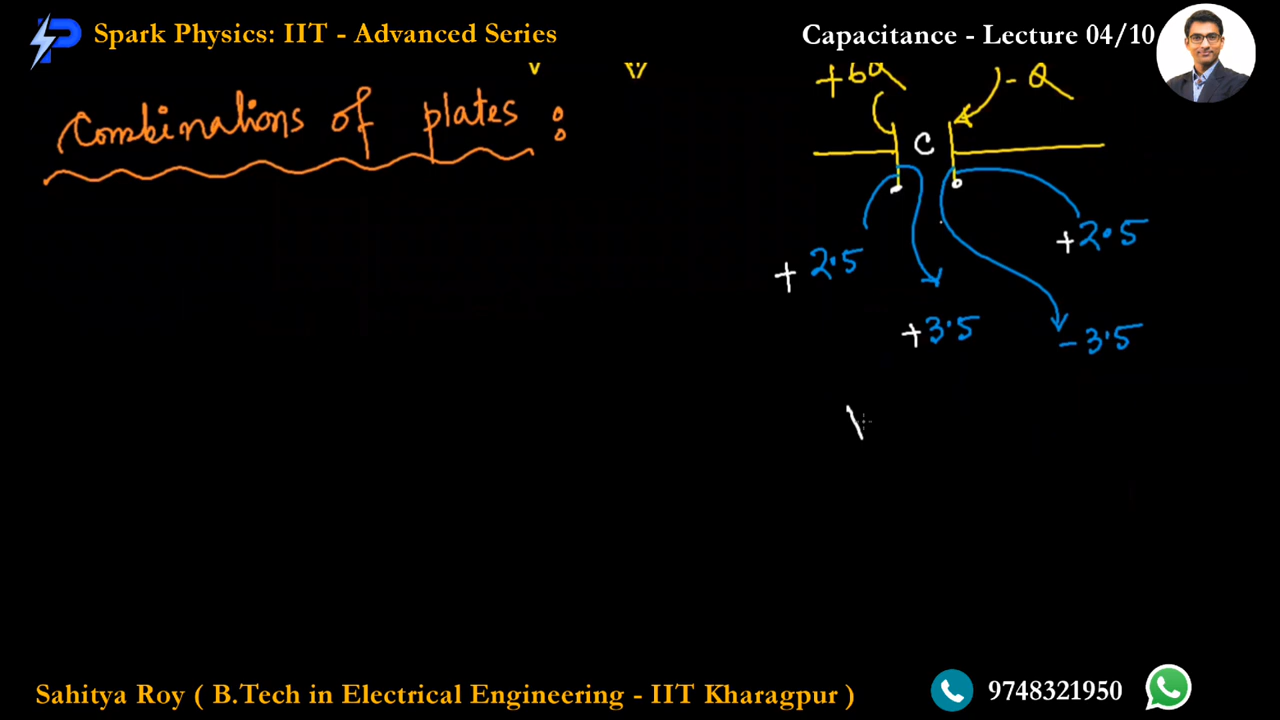 Spark Physics: IIT - Advanced Series
Capacitance - Lecture 04/10
Combinations of plates :
+6Q
- Q
C
+ 2.5
+2.5
+3.5
- 3.5
Sahitya Roy ( B.Tech in Electrical Engineering - IIT Kharagpur )
9748321950